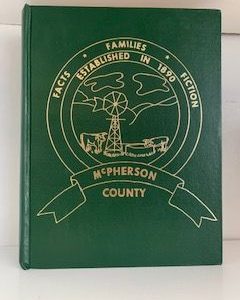 FACTS * FAMILIES * FICTION
ESTABLISHED IN 1890
McPHERSON
COUNTY